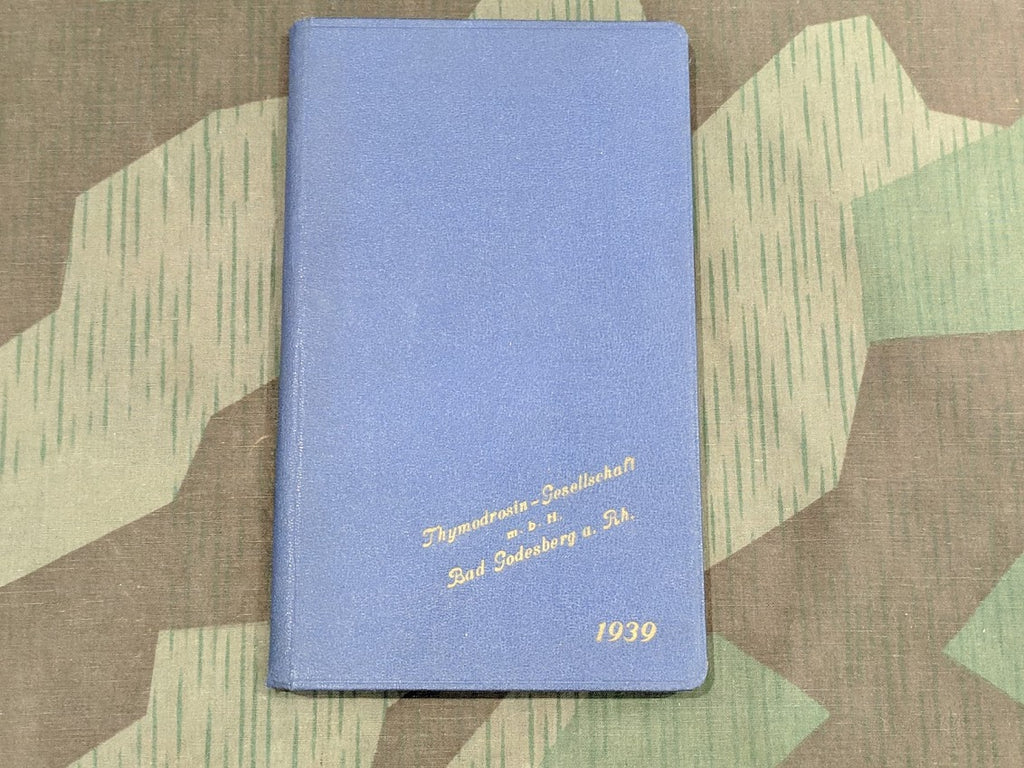 Thymodrosin-Gesellschaft
m. b. H.
Bad Godesberg a. Rh.
1939